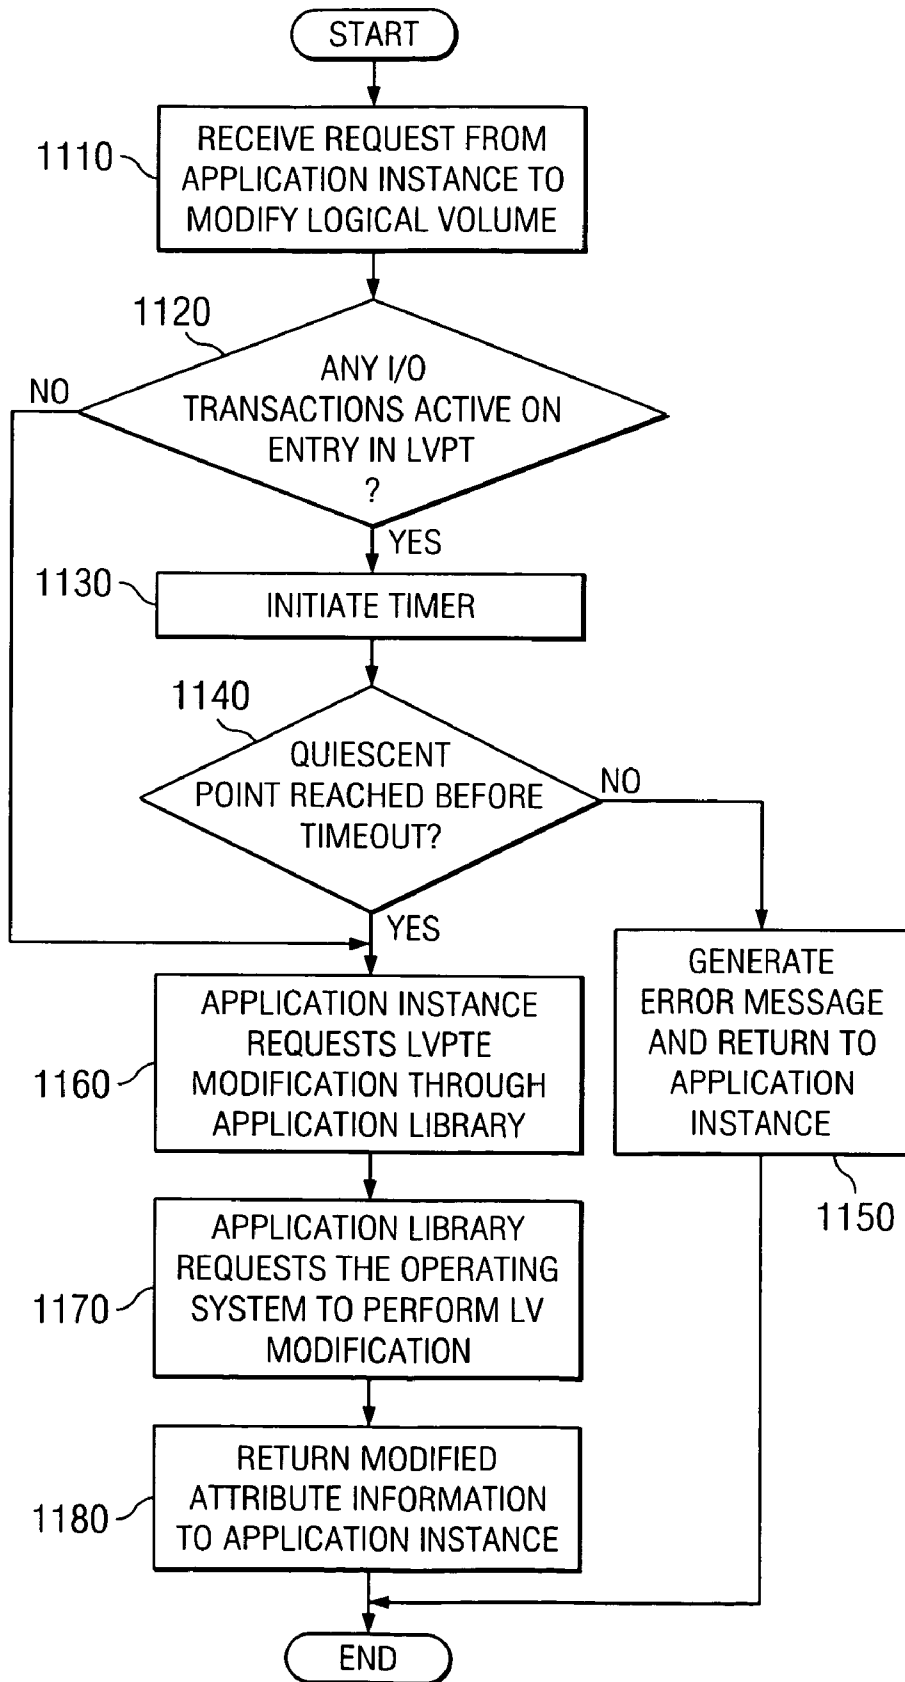 START
1110
RECEIVE REQUEST FROM
APPLICATION INSTANCE TO
MODIFY LOGICAL VOLUME
1120
NO
ANY I/O
TRANSACTIONS ACTIVE ON
ENTRY IN LVPT
?
YES
1130
INITIATE TIMER
1140
QUIESCENT
POINT REACHED BEFORE
TIMEOUT?
NO
YES
GENERATE
ERROR MESSAGE
AND RETURN TO
APPLICATION
INSTANCE
1150
1160
APPLICATION INSTANCE
REQUESTS LVPTE
MODIFICATION THROUGH
APPLICATION LIBRARY
1170
APPLICATION LIBRARY
REQUESTS THE OPERATING
SYSTEM TO PERFORM LV
MODIFICATION
1180
RETURN MODIFIED
ATTRIBUTE INFORMATION
TO APPLICATION INSTANCE
END